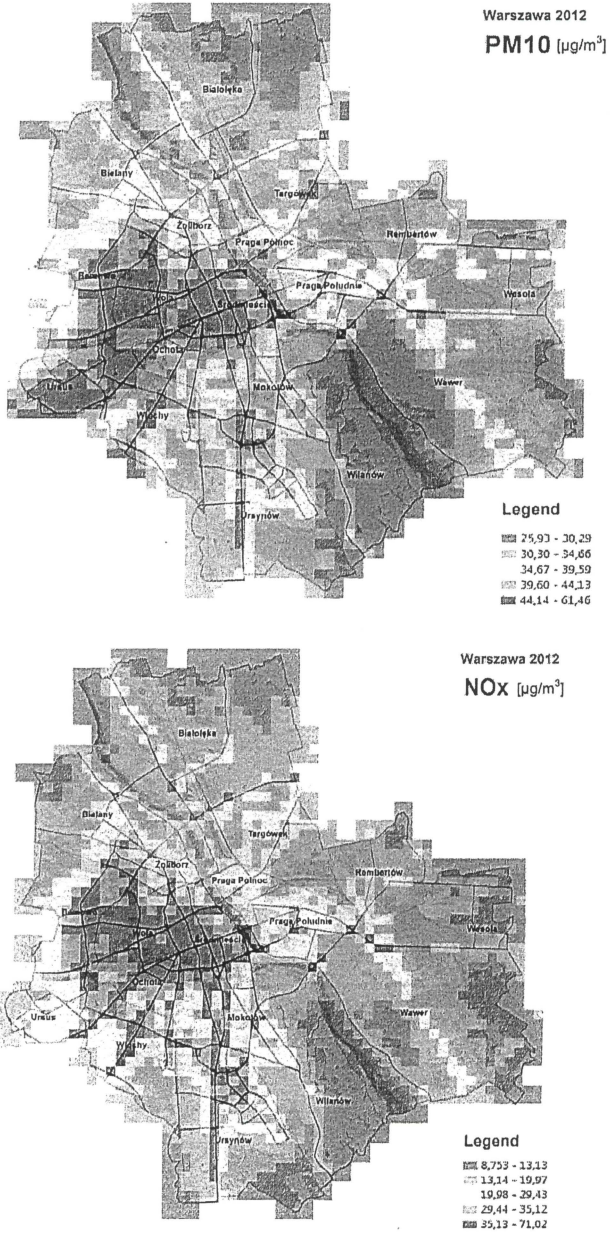 Warszawa 2012
PM10 [µg/m³]
Białołęka
Bielany
Targówek
Żoliborz
Praga Północ
Rembertów
Praga Południe
Wesoła
Wola
Ochota
Ursus
Mokotów
Wawer
Włochy
Wilanów
Ursynów
Legend
25,93 - 30,29
30,30 - 34,66
34,67 - 39,59
39,60 - 44,13
44,14 - 61,46
Warszawa 2012
NOx [µg/m³]
Białołęka
Bielany
Targówek
Żoliborz
Praga Północ
Rembertów
Praga Południe
Wesoła
Wola
Ochota
Ursus
Mokotów
Wawer
Włochy
Wilanów
Ursynów
Legend
8,753 - 13,13
13,14 - 19,97
19,98 - 29,43
29,44 - 35,12
35,13 - 71,02